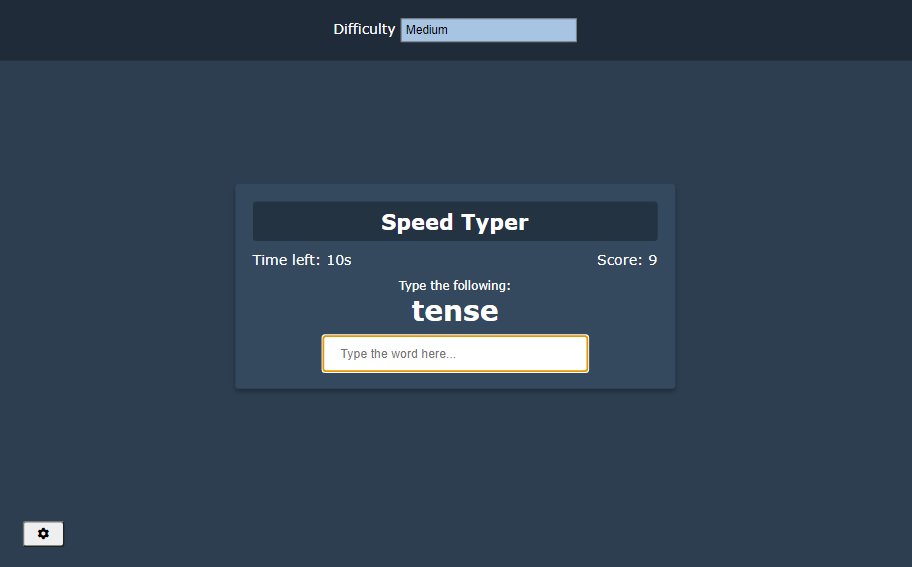 Difficulty Medium
Speed Typer
Time left: 10s Score: 9
Type the following:
tense
Type the word here...